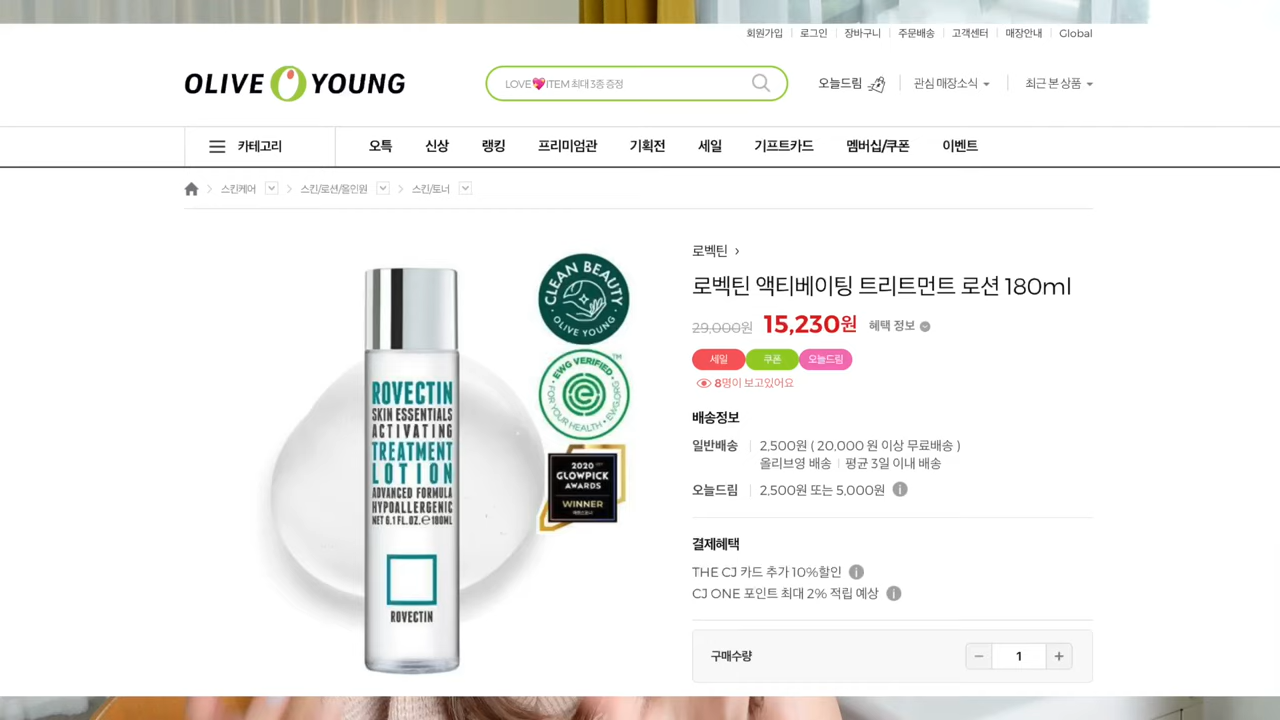 회원가입 로그인 장바구니 주문배송 고객센터 매장안내 Global
OLIVE YOUNG
LOVE💖ITEM 최대 3종 증정
오늘드림 관심 매장소식 최근 본 상품
카테고리 오특 신상 랭킹 프리미엄관 기획전 세일 기프트카드 멤버십/쿠폰 이벤트
스킨케어 스킨/로션/올인원 스킨/토너
ROVECTIN
SKIN ESSENTIALS
ACTIVATING
TREATMENT
LOTION
ADVANCED FORMULA
HYPOALLERGENIC
NET 6.1 FL. OZ. ℮ 180ML
ROVECTIN
CLEAN BEAUTY
OLIVE YOUNG
EWG VERIFIED™
FOR YOUR HEALTH • EWG.ORG
2020
GLOWPICK
AWARDS
WINNER
로벡틴 ›
로벡틴 액티베이팅 트리트먼트 로션 180ml
29,000원 15,230원 혜택 정보
세일 쿠폰 오늘드림
8명이 보고있어요
배송정보
일반배송 2,500원 ( 20,000 원 이상 무료배송 )
올리브영 배송 평균 3일 이내 배송
오늘드림 2,500원 또는 5,000원
결제혜택
THE CJ 카드 추가 10%할인
CJ ONE 포인트 최대 2% 적립 예상
구매수량 − 1 +